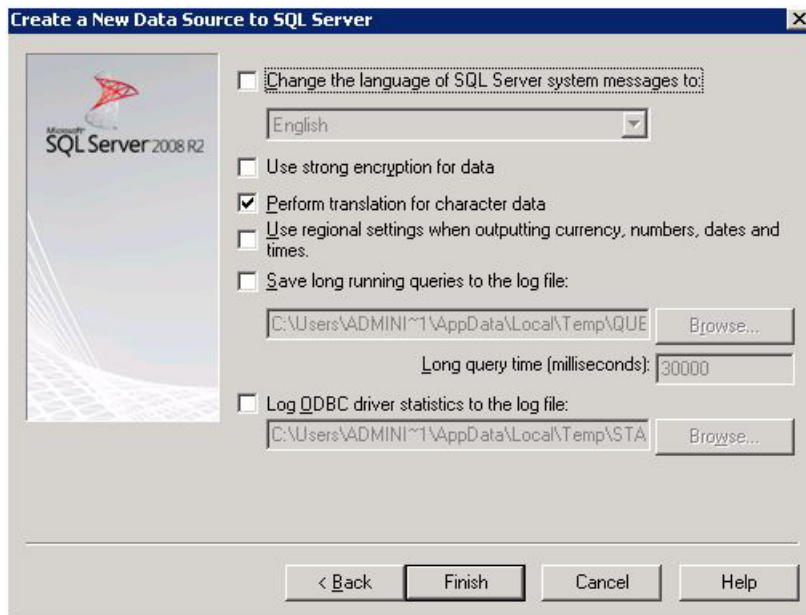 Create a New Data Source to SQL Server
Microsoft®
SQL Server 2008 R2
Change the language of SQL Server system messages to:
English
Use strong encryption for data
Perform translation for character data
Use regional settings when outputting currency, numbers, dates and
times.
Save long running queries to the log file:
C:\Users\ADMINI~1\AppData\Local\Temp\QUE
Browse...
Long query time (milliseconds): 30000
Log ODBC driver statistics to the log file:
C:\Users\ADMINI~1\AppData\Local\Temp\STA
Browse...
< Back Finish Cancel Help